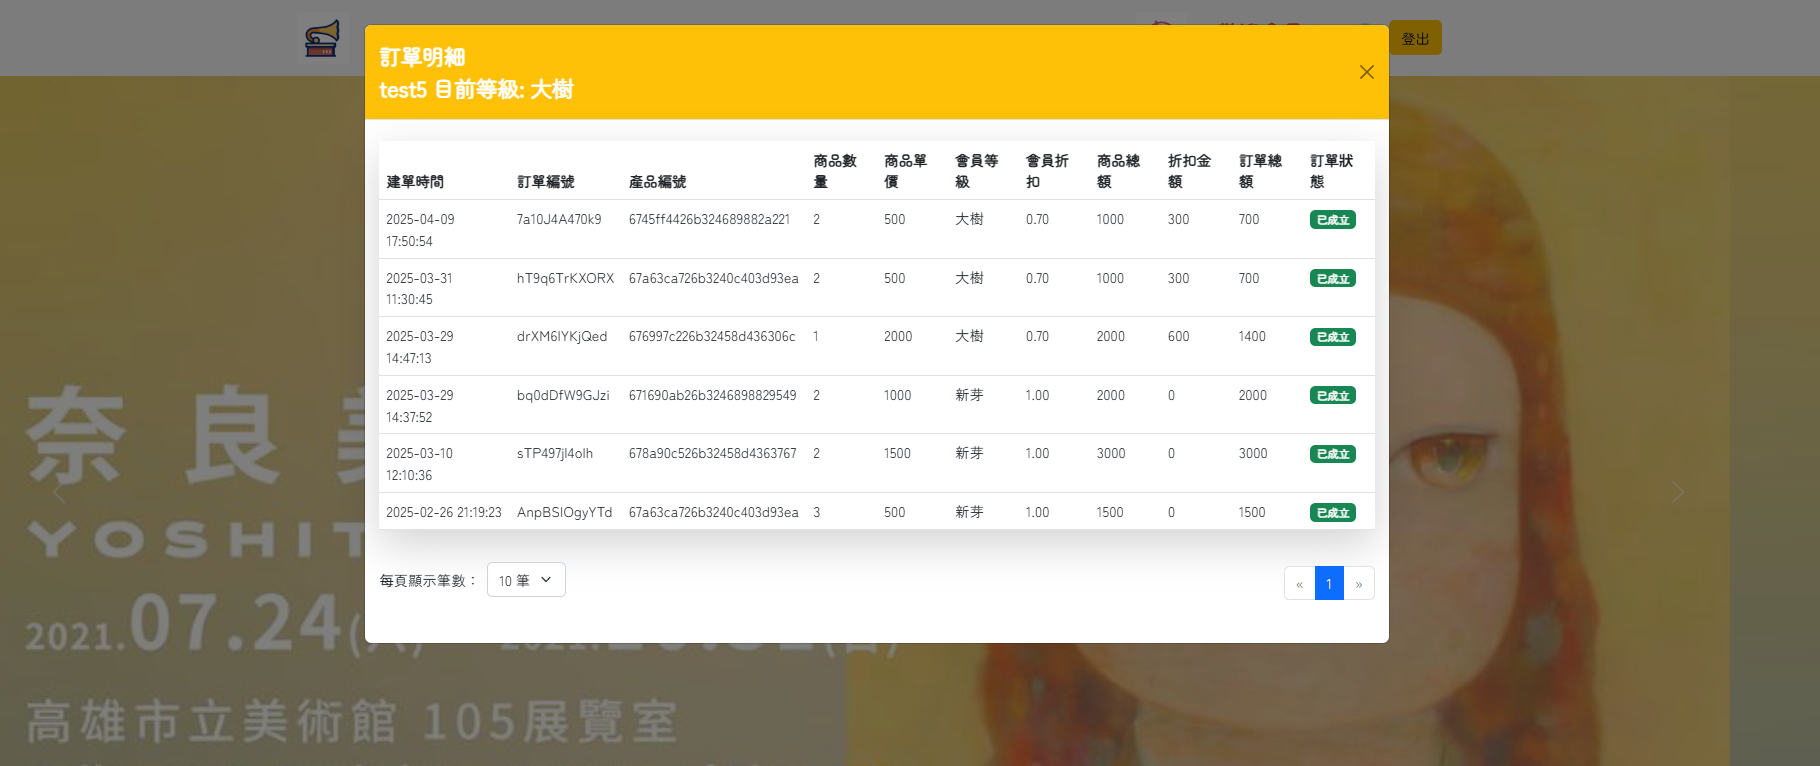 登出
訂單明細
test5 目前等級: 大樹
建單時間 訂單編號 產品編號 商品數量 商品單價 會員等級 會員折扣 商品總額 折扣金額 訂單總額 訂單狀態
2025-04-09 17:50:54 7a10J4A470k9 6745ff4426b324689882a221 2 500 大樹 0.70 1000 300 700 已成立
2025-03-31 11:30:45 hT9q6TrKXORX 67a63ca726b3240c403d93ea 2 500 大樹 0.70 1000 300 700 已成立
2025-03-29 14:47:13 drXM6IYKjQed 676997c226b32458d436306c 1 2000 大樹 0.70 2000 600 1400 已成立
2025-03-29 14:37:52 bq0dDfW9GJzi 671690ab26b3246898829549 2 1000 新芽 1.00 2000 0 2000 已成立
2025-03-10 12:10:36 sTP497jl4olh 678a90c526b32458d4363767 2 1500 新芽 1.00 3000 0 3000 已成立
2025-02-26 21:19:23 AnpBSIOgyYTd 67a63ca726b3240c403d93ea 3 500 新芽 1.00 1500 0 1500 已成立
每頁顯示筆數： 10 筆
« 1 »
奈良
YOSHIT
2021.07.24
高雄市立美術館 105展覽室